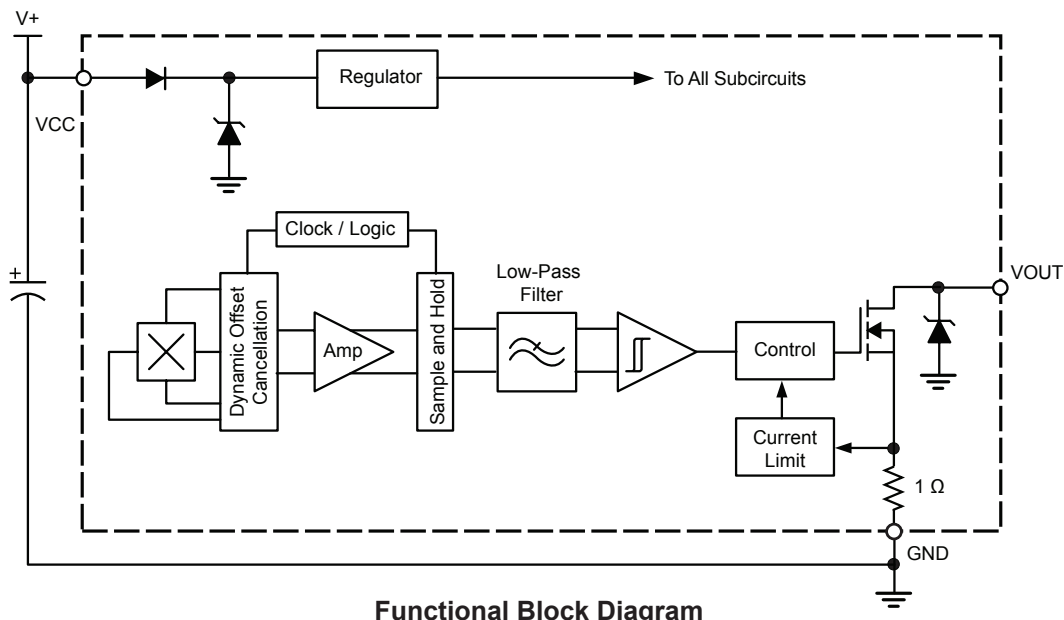 V+
VCC
Regulator
To All Subcircuits
Clock / Logic
Dynamic Offset
Cancellation
Amp
Sample and Hold
Low-Pass
Filter
Control
Current
Limit
VOUT
1 Ω
GND
+
Functional Block Diagram